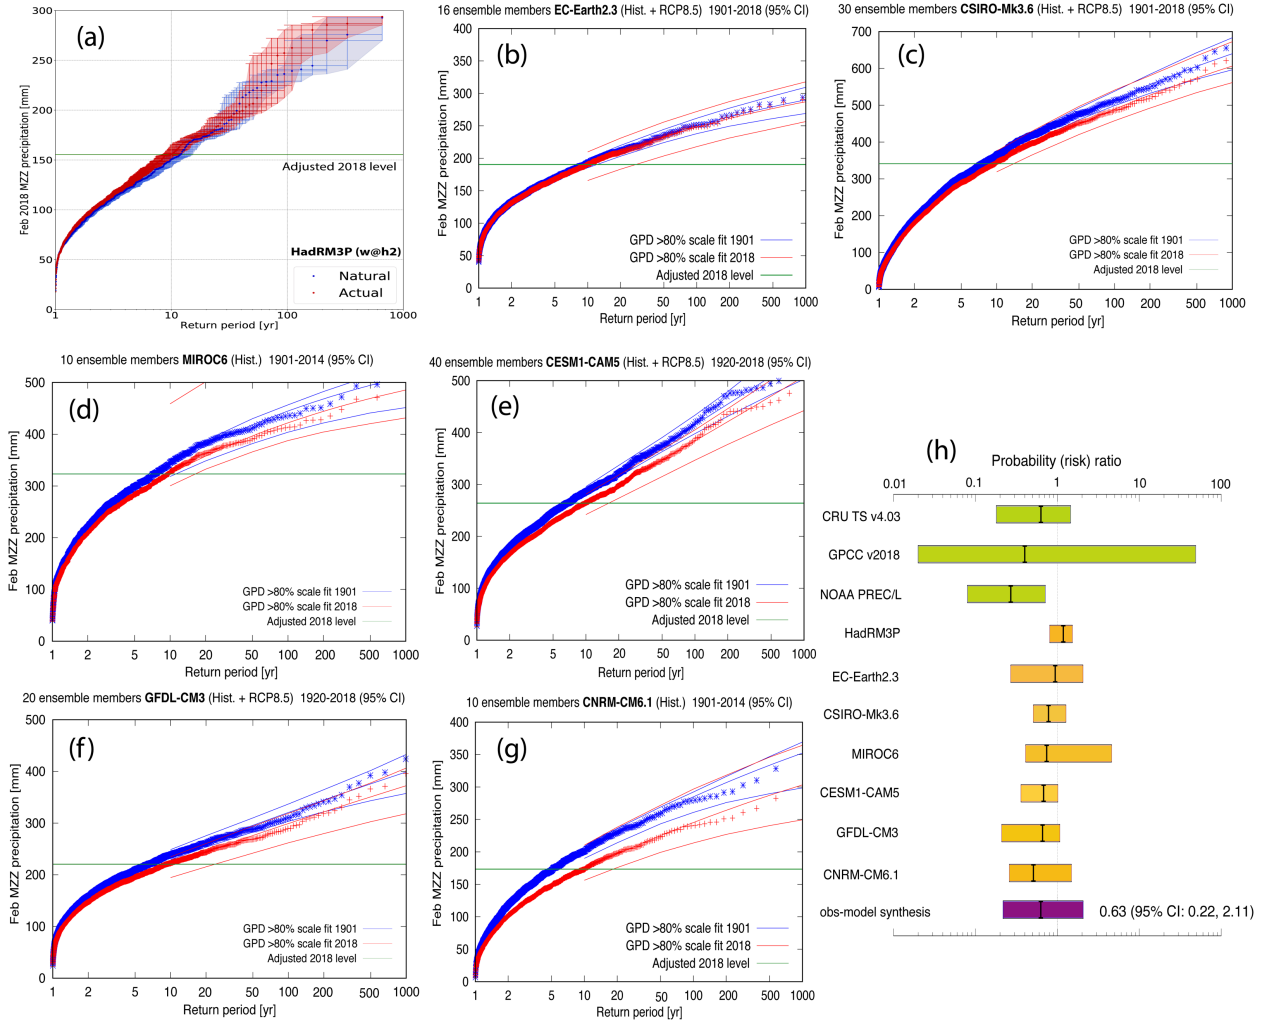 (a)
Feb 2018 MZZ precipitation [mm]
300
250
200
150
100
50
0
Adjusted 2018 level
HadRM3P (w@h2)
Natural
Actual
1
10
100
1000
Return period [yr]
16 ensemble members EC-Earth2.3 (Hist. + RCP8.5) 1901-2018 (95% CI)
(b)
Feb MZZ precipitation [mm]
400
350
300
250
200
150
100
50
0
GPD >80% scale fit 1901
GPD >80% scale fit 2018
Adjusted 2018 level
1 2 5 10 20 50 100 200 500 1000
Return period [yr]
30 ensemble members CSIRO-Mk3.6 (Hist. + RCP8.5) 1901-2018 (95% CI)
(c)
Feb MZZ precipitation [mm]
700
600
500
400
300
200
100
0
GPD >80% scale fit 1901
GPD >80% scale fit 2018
Adjusted 2018 level
1 2 5 10 20 50 100 200 500 1000
Return period [yr]
10 ensemble members MIROC6 (Hist.) 1901-2014 (95% CI)
(d)
Feb MZZ precipitation [mm]
500
400
300
200
100
0
GPD >80% scale fit 1901
GPD >80% scale fit 2018
Adjusted 2018 level
1 2 5 10 20 50 100 200 500 1000
Return period [yr]
40 ensemble members CESM1-CAM5 (Hist. + RCP8.5) 1920-2018 (95% CI)
(e)
Feb MZZ precipitation [mm]
500
400
300
200
100
0
GPD >80% scale fit 1901
GPD >80% scale fit 2018
Adjusted 2018 level
1 2 5 10 20 50 100 200 500 1000
Return period [yr]
20 ensemble members GFDL-CM3 (Hist. + RCP8.5) 1920-2018 (95% CI)
(f)
Feb MZZ precipitation [mm]
500
400
300
200
100
0
GPD >80% scale fit 1901
GPD >80% scale fit 2018
Adjusted 2018 level
1 2 5 10 20 50 100 200 500 1000
Return period [yr]
10 ensemble members CNRM-CM6.1 (Hist.) 1901-2014 (95% CI)
(g)
Feb MZZ precipitation [mm]
400
350
300
250
200
150
100
50
0
GPD >80% scale fit 1901
GPD >80% scale fit 2018
Adjusted 2018 level
1 2 5 10 20 50 100 200 500 1000
Return period [yr]
(h)
Probability (risk) ratio
0.01 0.1 1 10 100
CRU TS v4.03
GPCC v2018
NOAA PREC/L
HadRM3P
EC-Earth2.3
CSIRO-Mk3.6
MIROC6
CESM1-CAM5
GFDL-CM3
CNRM-CM6.1
obs-model synthesis
0.63 (95% CI: 0.22, 2.11)